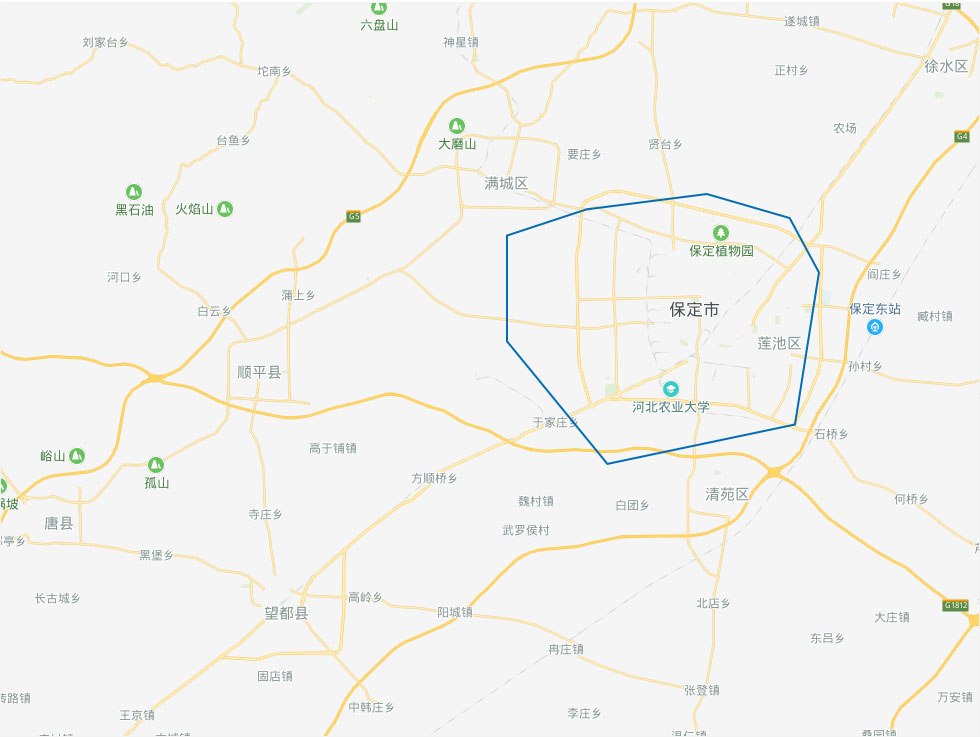 六盘山
遂城镇
刘家台乡
神星镇
坨南乡
正村乡
徐水区
农场
G4
台鱼乡
大磨山
要庄乡
贤台乡
满城区
黑石油
火焰山
G5
保定植物园
河口乡
阎庄乡
蒲上乡
白云乡
保定市
保定东站
臧村镇
莲池区
孙村乡
顺平县
河北农业大学
于家庄乡
石桥乡
高于铺镇
峪山
孤山
方顺桥乡
清苑区
魏村镇
白团乡
何桥乡
唐县
寺庄乡
武罗侯村
亭乡
黑堡乡
长古城乡
望都县
高岭乡
阳城镇
北店乡
G1812
大庄镇
东吕乡
冉庄镇
固店镇
张登镇
万安镇
转路镇
王京镇
中韩庄乡
李庄乡
桑园镇